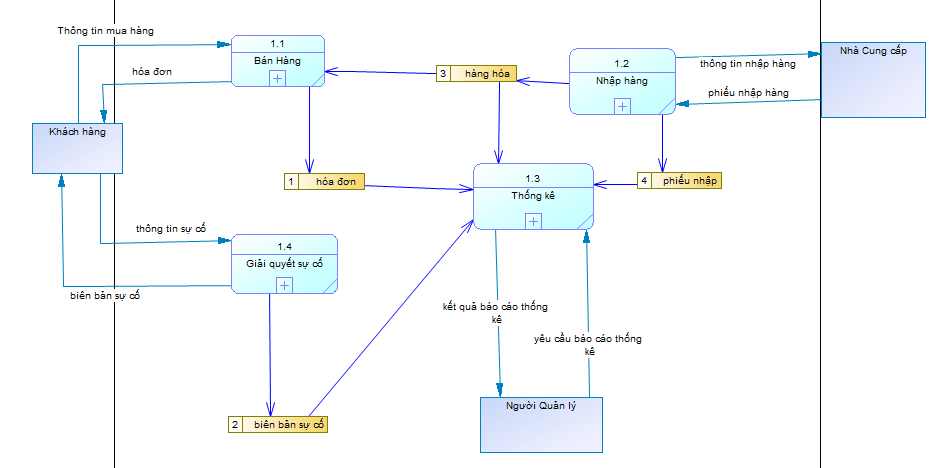 Thông tin mua hàng
1.1
Bán Hàng
hóa đơn
3 hàng hóa
1.2
Nhập hàng
thông tin nhập hàng
phiếu nhập hàng
Nhà Cung cấp
Khách hàng
1 hóa đơn
1.3
Thống kê
4 phiếu nhập
thông tin sự cố
1.4
Giải quyết sự cố
biên bản sự cố
kết quả báo cáo thống
kê
yêu cầu báo cáo thống
kê
2 biên bản sự cố
Người Quản lý